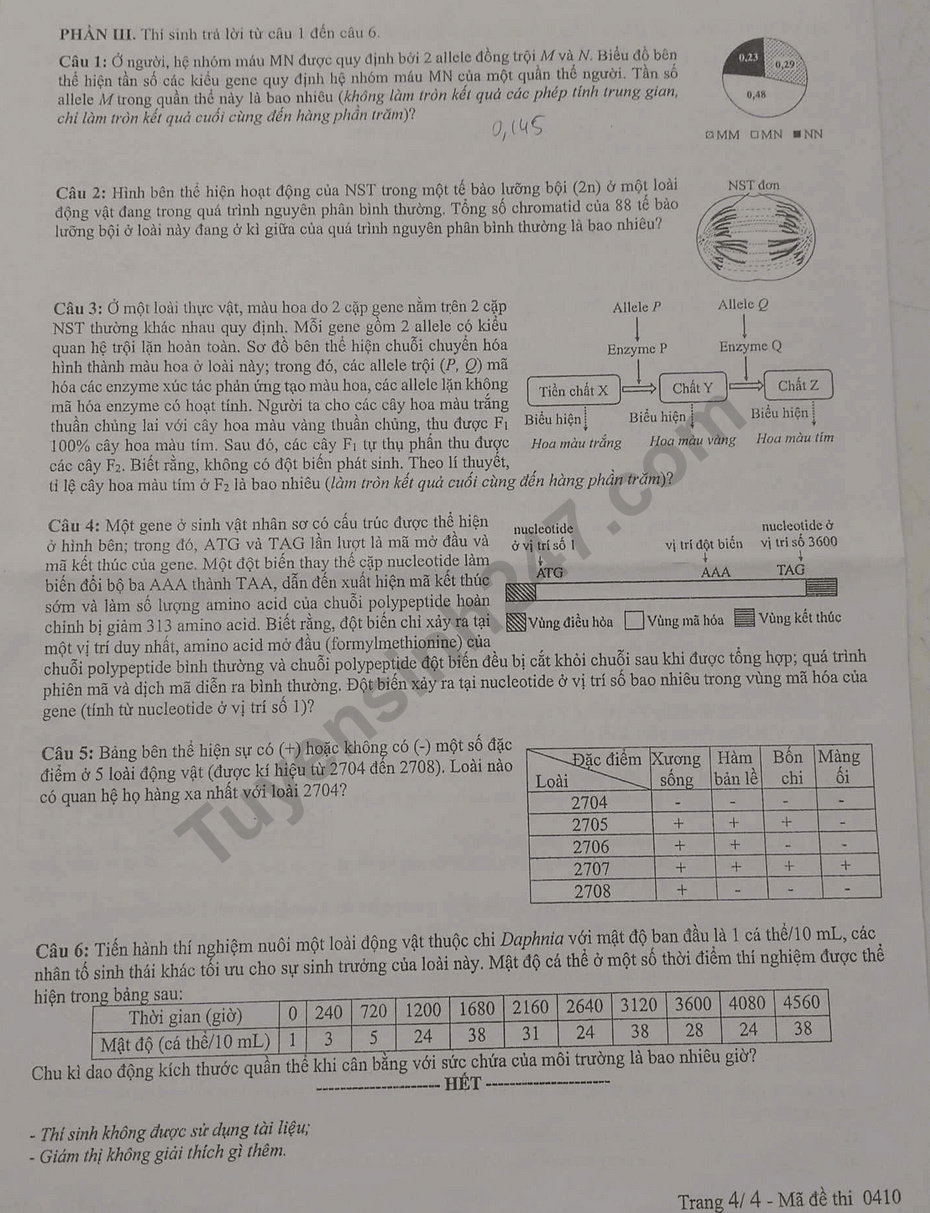 PHẦN III. Thí sinh trả lời từ câu 1 đến câu 6.
Câu 1: Ở người, hệ nhóm máu MN được quy định bởi 2 allele đồng trội M và N. Biểu đồ bên
thể hiện tần số các kiểu gene quy định hệ nhóm máu MN của một quần thể người. Tần số
allele M trong quần thể này là bao nhiêu (không làm tròn kết quả các phép tính trung gian,
chỉ làm tròn kết quả cuối cùng đến hàng phần trăm)?
0,145
0,23
0,29
0,48
MM MN NN
Câu 2: Hình bên thể hiện hoạt động của NST trong một tế bào lưỡng bội (2n) ở một loài
động vật đang trong quá trình nguyên phân bình thường. Tổng số chromatid của 88 tế bào
lưỡng bội ở loài này đang ở kì giữa của quá trình nguyên phân bình thường là bao nhiêu?
NST đơn
Câu 3: Ở một loài thực vật, màu hoa do 2 cặp gene nằm trên 2 cặp
NST thường khác nhau quy định. Mỗi gene gồm 2 allele có kiểu
quan hệ trội lặn hoàn toàn. Sơ đồ bên thể hiện chuỗi chuyển hóa
hình thành màu hoa ở loài này; trong đó, các allele trội (P, Q) mã
hóa các enzyme xúc tác phản ứng tạo màu hoa, các allele lặn không
mã hóa enzyme có hoạt tính. Người ta cho các cây hoa màu trắng
thuần chủng lai với cây hoa màu vàng thuần chủng, thu được F1
100% cây hoa màu tím. Sau đó, các cây F1 tự thụ phấn thu được
các cây F2. Biết rằng, không có đột biến phát sinh. Theo lí thuyết,
tỉ lệ cây hoa màu tím ở F2 là bao nhiêu (làm tròn kết quả cuối cùng đến hàng phần trăm)?
Allele P Allele Q
Enzyme P Enzyme Q
Tiền chất X Chất Y Chất Z
Biểu hiện Biểu hiện Biểu hiện
Hoa màu trắng Hoa màu vàng Hoa màu tím
Câu 4: Một gene ở sinh vật nhân sơ có cấu trúc được thể hiện
ở hình bên; trong đó, ATG và TAG lần lượt là mã mở đầu và
mã kết thúc của gene. Một đột biến thay thế cặp nucleotide làm
biến đổi bộ ba AAA thành TAA, dẫn đến xuất hiện mã kết thúc
sớm và làm số lượng amino acid của chuỗi polypeptide hoàn
chỉnh bị giảm 313 amino acid. Biết rằng, đột biến chỉ xảy ra tại
một vị trí duy nhất, amino acid mở đầu (formylmethionine) của
chuỗi polypeptide bình thường và chuỗi polypeptide đột biến đều bị cắt khỏi chuỗi sau khi được tổng hợp; quá trình
phiên mã và dịch mã diễn ra bình thường. Đột biến xảy ra tại nucleotide ở vị trí số bao nhiêu trong vùng mã hóa của
gene (tính từ nucleotide ở vị trí số 1)?
nucleotide
ở vị trí số 1
vị trí đột biến
nucleotide ở
vị trí số 3600
ATG AAA TAG
Vùng điều hòa Vùng mã hóa Vùng kết thúc
Câu 5: Bảng bên thể hiện sự có (+) hoặc không có (-) một số đặc
điểm ở 5 loài động vật (được kí hiệu từ 2704 đến 2708). Loài nào
có quan hệ họ hàng xa nhất với loài 2704?
Đặc điểm Xương Hàm Bốn Màng
Loài sống bản lề chi ối
2704 - - - -
2705 + + + -
2706 + + - -
2707 + + + +
2708 + - - -
Câu 6: Tiến hành thí nghiệm nuôi một loài động vật thuộc chi Daphnia với mật độ ban đầu là 1 cá thể/10 mL, các
nhân tố sinh thái khác tối ưu cho sự sinh trưởng của loài này. Mật độ cá thể ở một số thời điểm thí nghiệm được thể
hiện trong bảng sau:
Thời gian (giờ) 0 240 720 1200 1680 2160 2640 3120 3600 4080 4560
Mật độ (cá thể/10 mL) 1 3 5 24 38 31 24 38 28 24 38
Chu kì dao động kích thước quần thể khi cân bằng với sức chứa của môi trường là bao nhiêu giờ?
---------------------- HẾT ----------------------
- Thí sinh không được sử dụng tài liệu;
- Giám thị không giải thích gì thêm.
Trang 4/ 4 - Mã đề thi 0410
Tuyensinh247.com